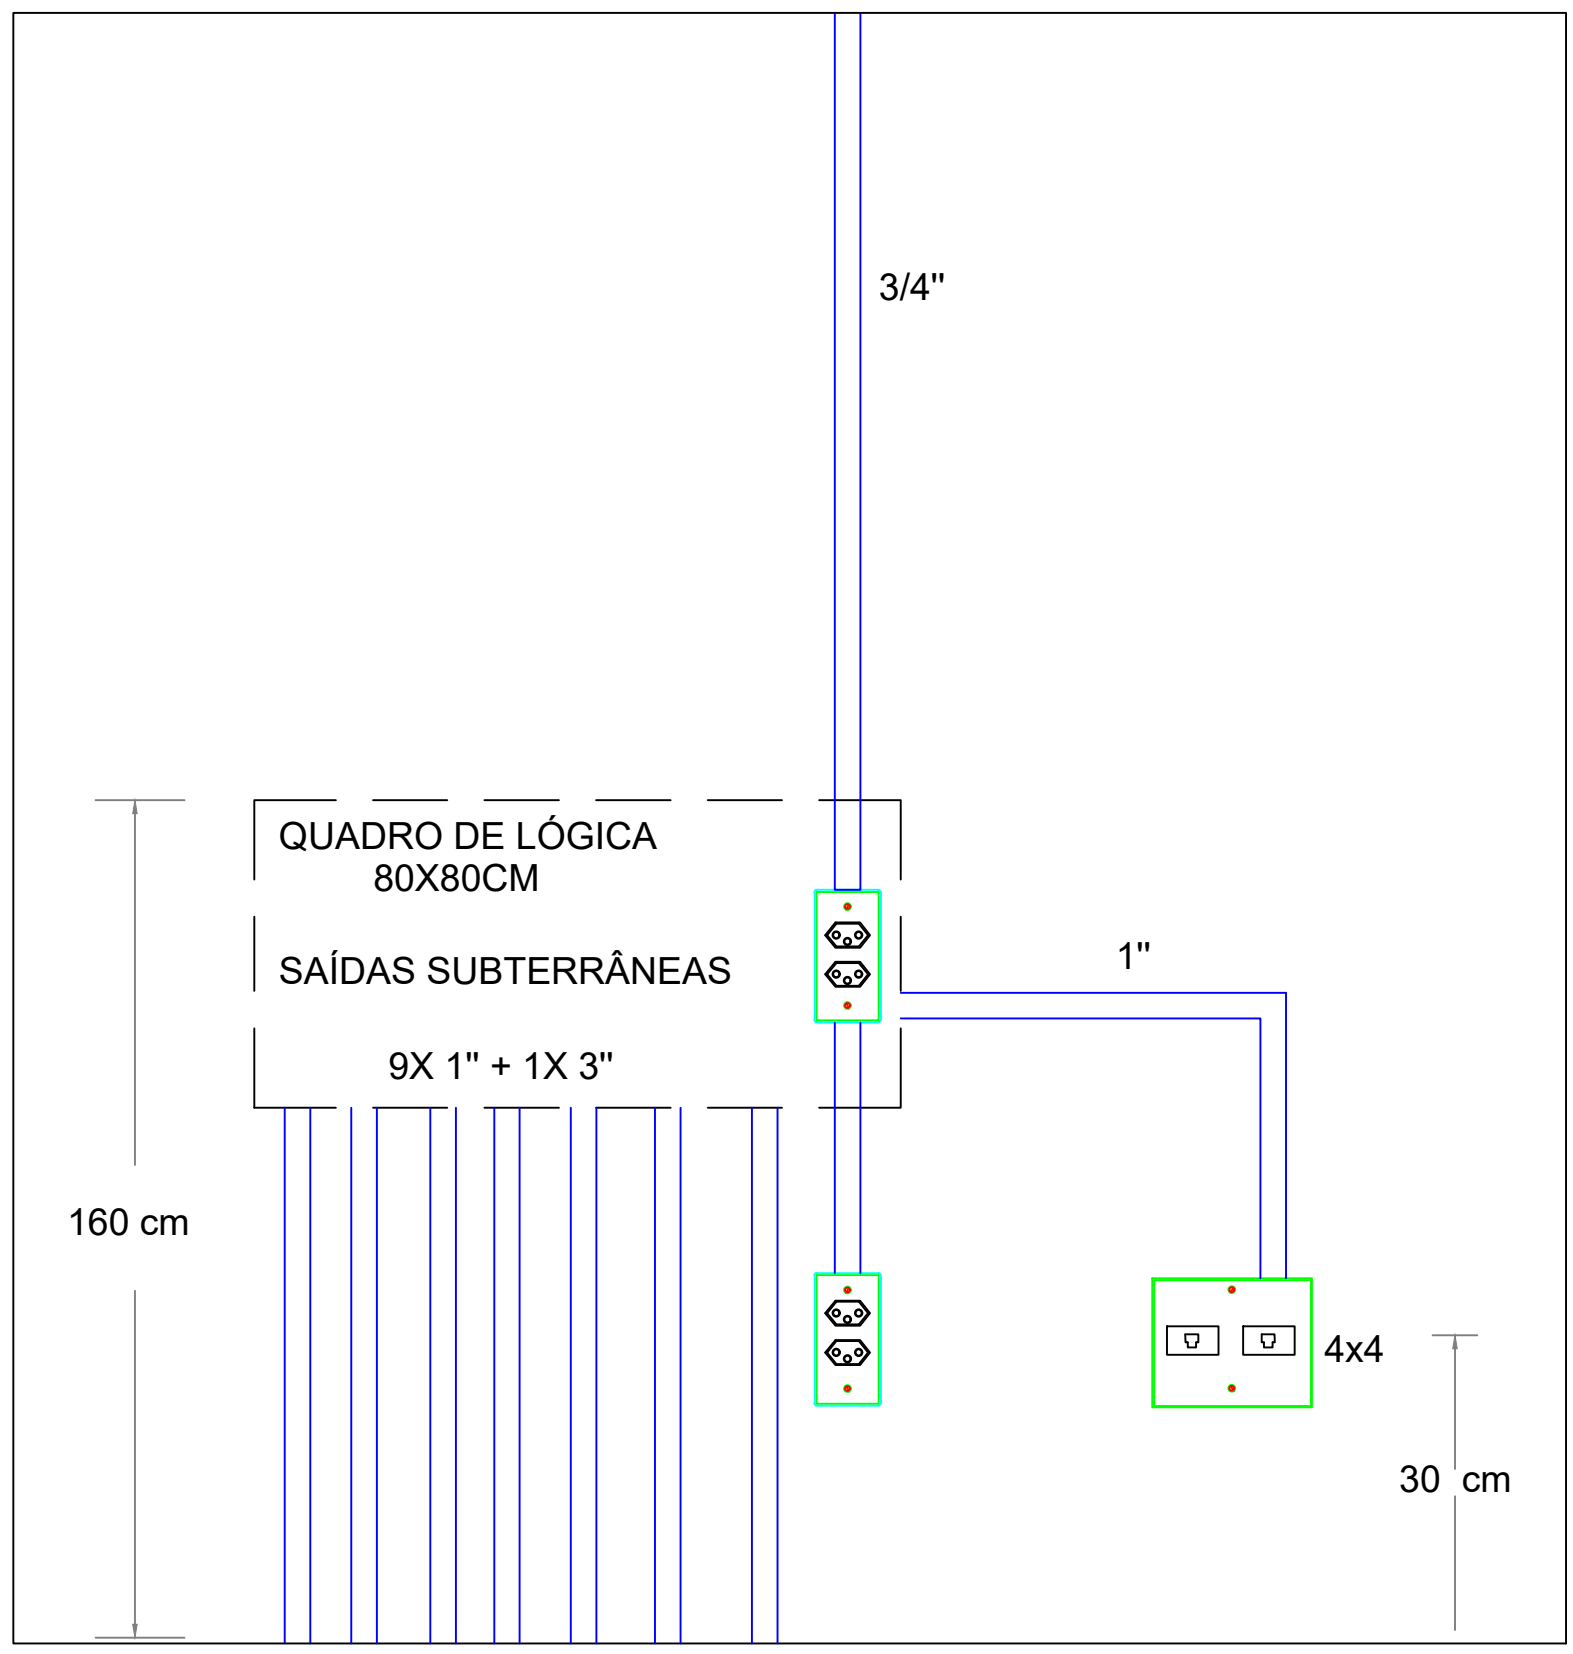 3/4"
QUADRO DE LÓGICA
80X80CM
SAÍDAS SUBTERRÂNEAS
1"
9X 1" + 1X 3"
160 cm
4x4
30 cm